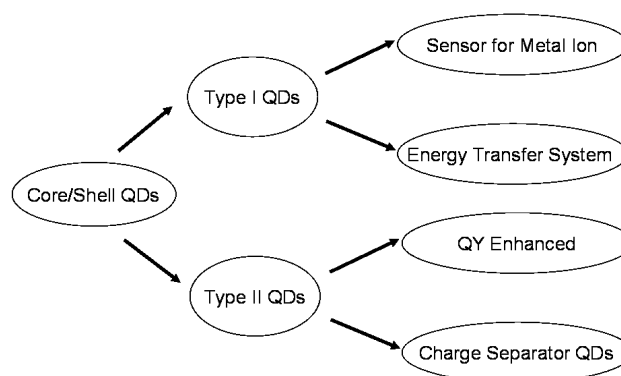 Sensor for Metal Ion
Type I QDs
Energy Transfer System
Core/Shell QDs
QY Enhanced
Type II QDs
Charge Separator QDs